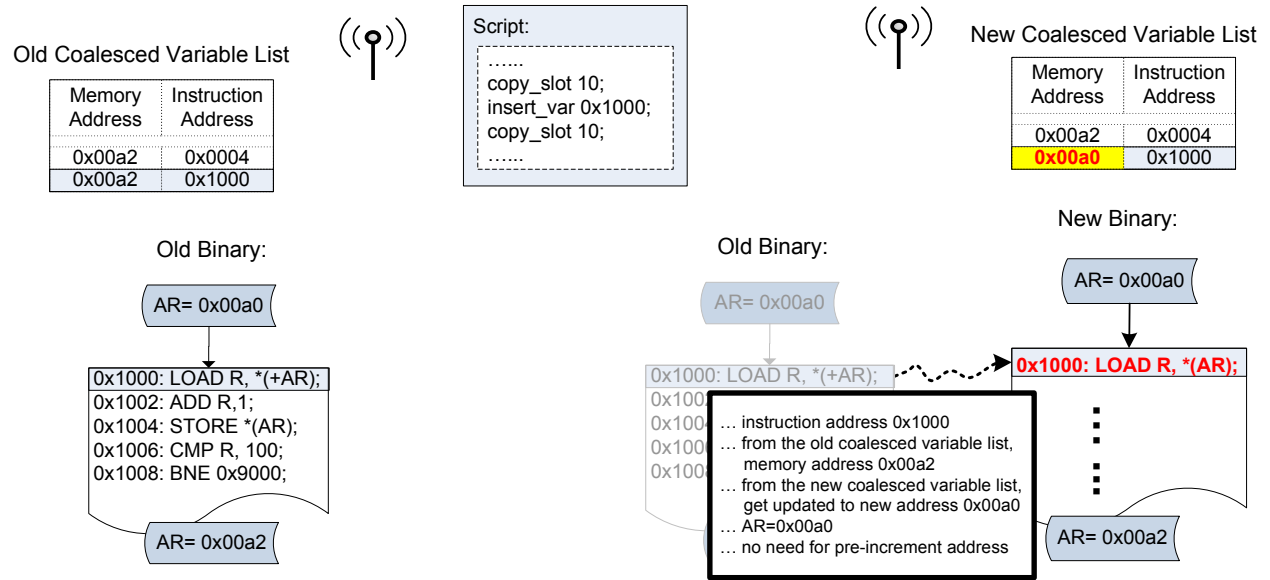 Old Coalesced Variable List
Memory Address
Instruction Address
0x00a2 0x0004
0x00a2 0x1000
((•))
Script:
…...
copy_slot 10;
insert_var 0x1000;
copy_slot 10;
…...
((•))
New Coalesced Variable List
Memory Address
Instruction Address
0x00a2 0x0004
0x00a0 0x1000
Old Binary:
AR= 0x00a0
0x1000: LOAD R, *(+AR);
0x1002: ADD R,1;
0x1004: STORE *(AR);
0x1006: CMP R, 100;
0x1008: BNE 0x9000;
AR= 0x00a2
Old Binary:
AR= 0x00a0
0x1000: LOAD R, *(+AR);
0x100
0x100
0x100
0x100
… instruction address 0x1000
… from the old coalesced variable list,
memory address 0x00a2
… from the new coalesced variable list,
get updated to new address 0x00a0
… AR=0x00a0
… no need for pre-increment address
New Binary:
AR= 0x00a0
0x1000: LOAD R, *(AR);
AR= 0x00a2